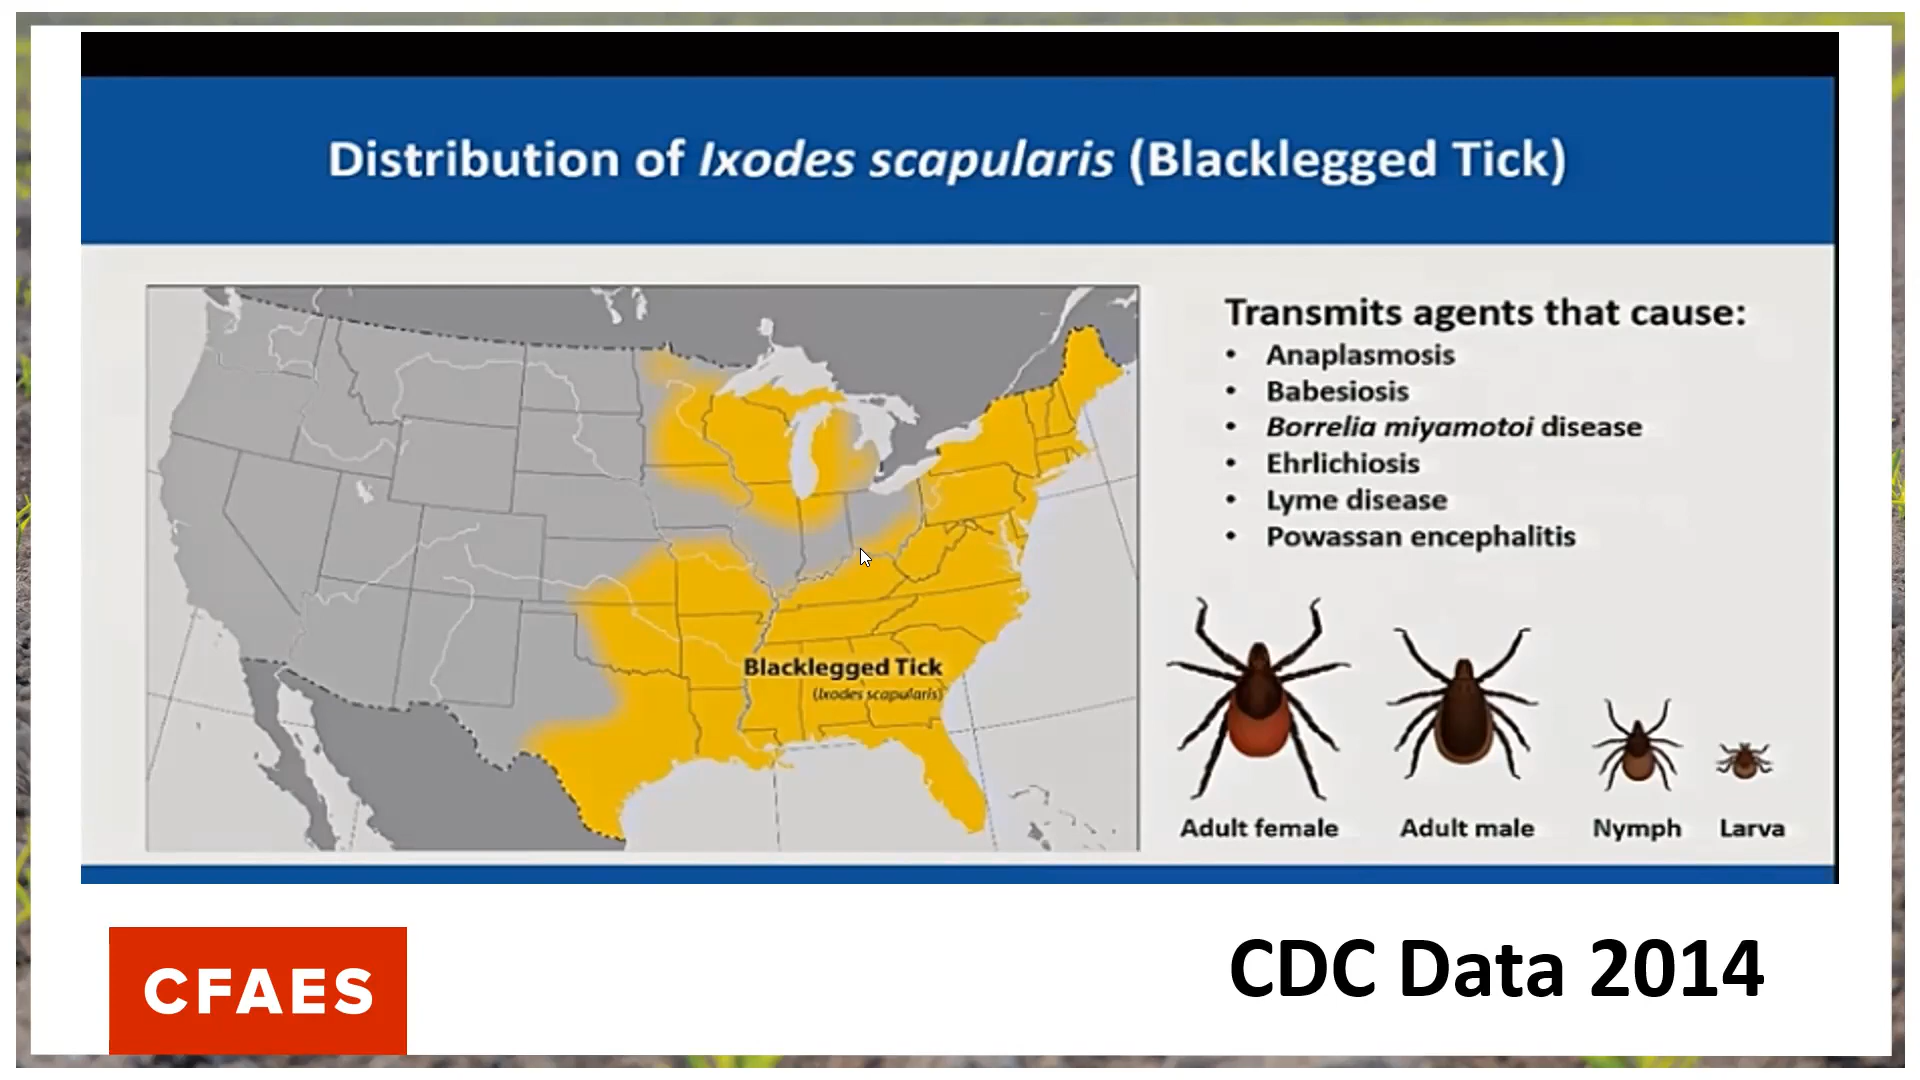 Distribution of Ixodes scapularis (Blacklegged Tick)
Blacklegged Tick
(Ixodes scapularis)
Transmits agents that cause:
• Anaplasmosis
• Babesiosis
• Borrelia miyamotoi disease
• Ehrlichiosis
• Lyme disease
• Powassan encephalitis
Adult female
Adult male
Nymph
Larva
CFAES
CDC Data 2014